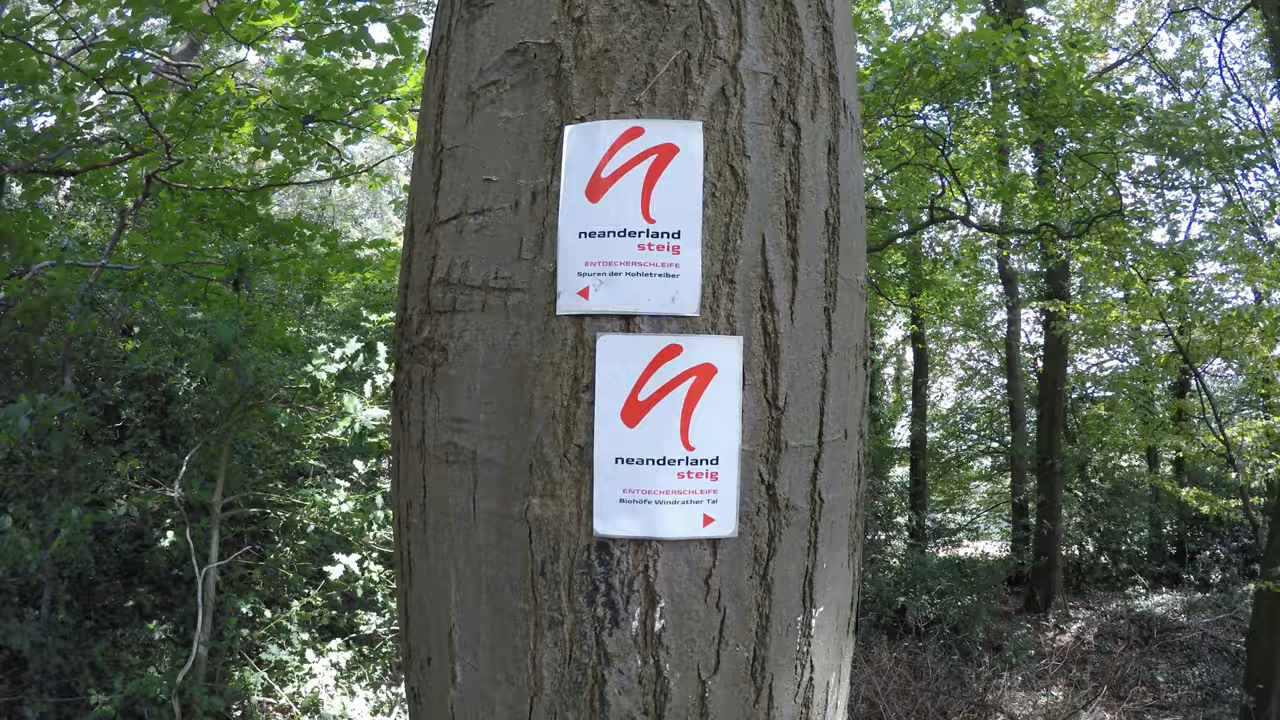 neanderland
steig
ENTDECKERSCHLEIFE
Spuren der Kohletreiber
neanderland
steig
ENTDECKERSCHLEIFE
Biohöfe Windrather Tal